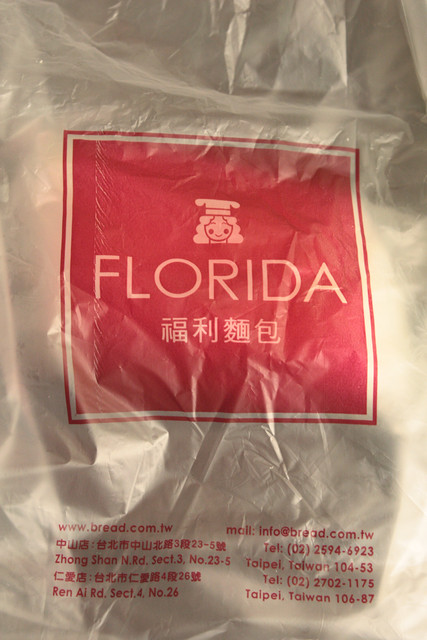 FLORIDA
福利麵包
www.bread.com.tw mail: info@bread.com.tw
中山店:台北市中山北路3段23-5號 Tel: (02) 2594-6923
Zhong Shan N.Rd, Sect.3, No.23-5 Taipei, Taiwan 104-53
仁愛店:台北市仁愛路4段26號 Tel: (02) 2702-1175
Ren Ai Rd. Sect.4, No.26 Taipei, Taiwan 106-87